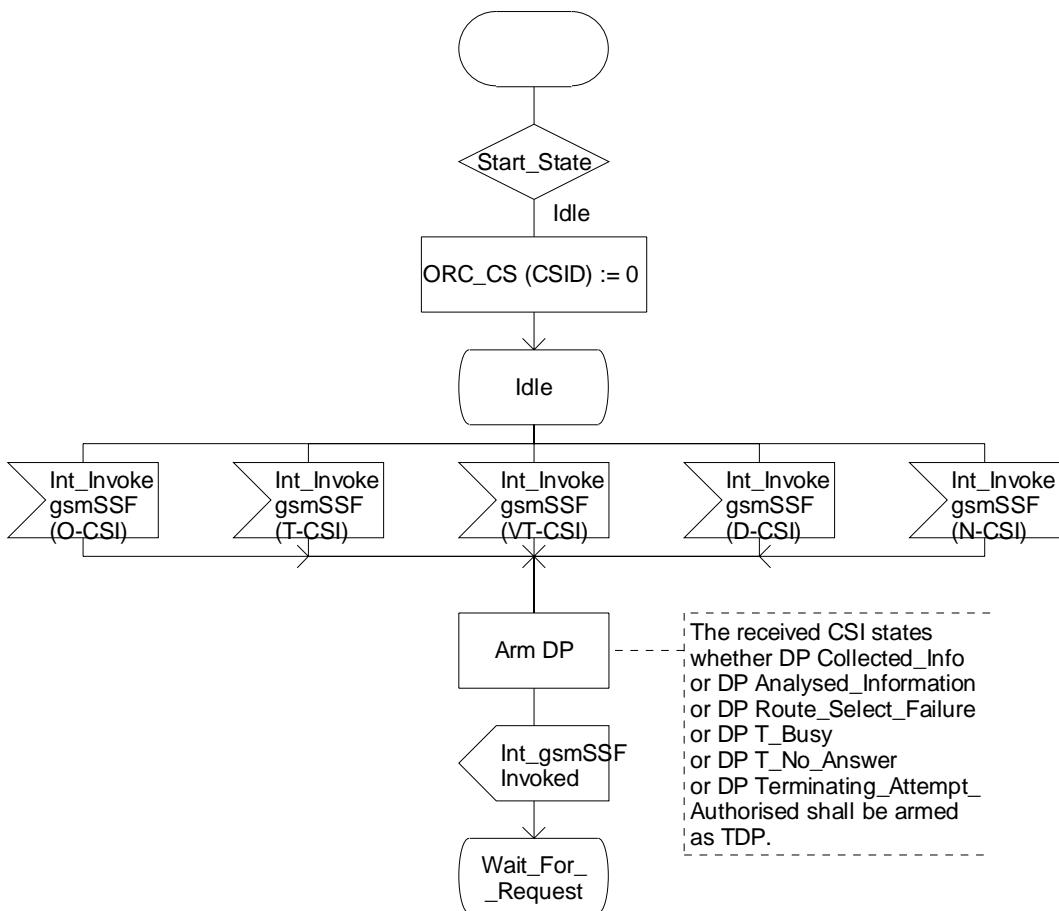 Start_State
Idle
ORC_CS (CSID) := 0
Idle
Int_Invoke
gsmSSF
(O-CSI)
Int_Invoke
gsmSSF
(T-CSI)
Int_Invoke
gsmSSF
(VT-CSI)
Int_Invoke
gsmSSF
(D-CSI)
Int_Invoke
gsmSSF
(N-CSI)
Arm DP
The received CSI states
whether DP Collected_Info
or DP Analysed_Information
or DP Route_Select_Failure
or DP T_Busy
or DP T_No_Answer
or DP Terminating_Attempt_
Authorised shall be armed
as TDP.
Int_gsmSSF
Invoked
Wait_For_
_Request